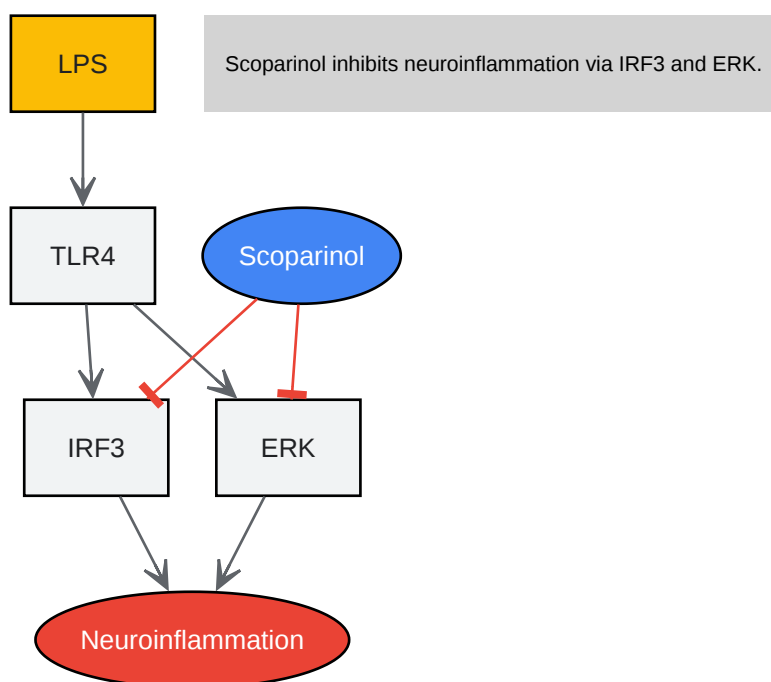 LPS
Scoparinol inhibits neuroinflammation via IRF3 and ERK.
TLR4
Scoparinol
IRF3
ERK
Neuroinflammation